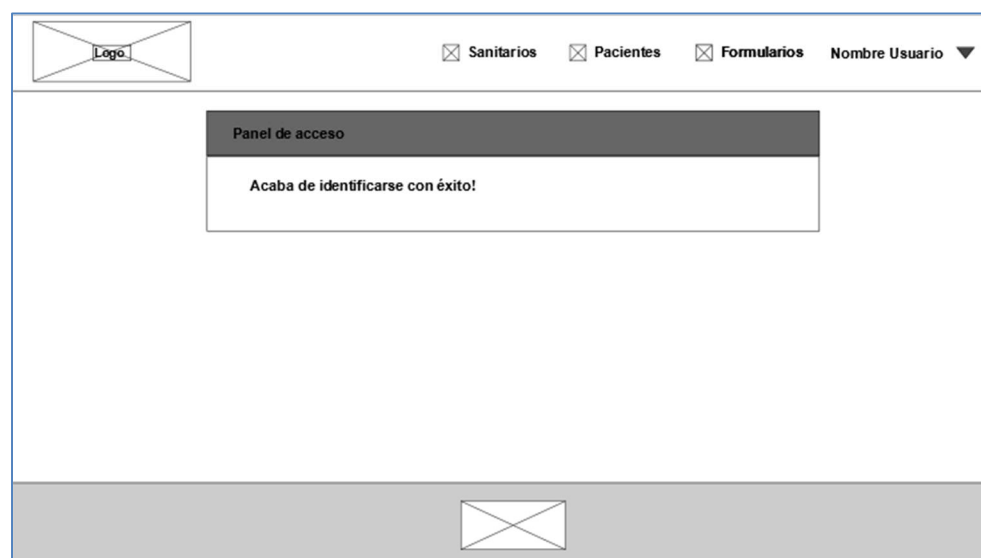 Logo
Sanitarios Pacientes Formularios Nombre Usuario
Panel de acceso
Acaba de identificarse con éxito!